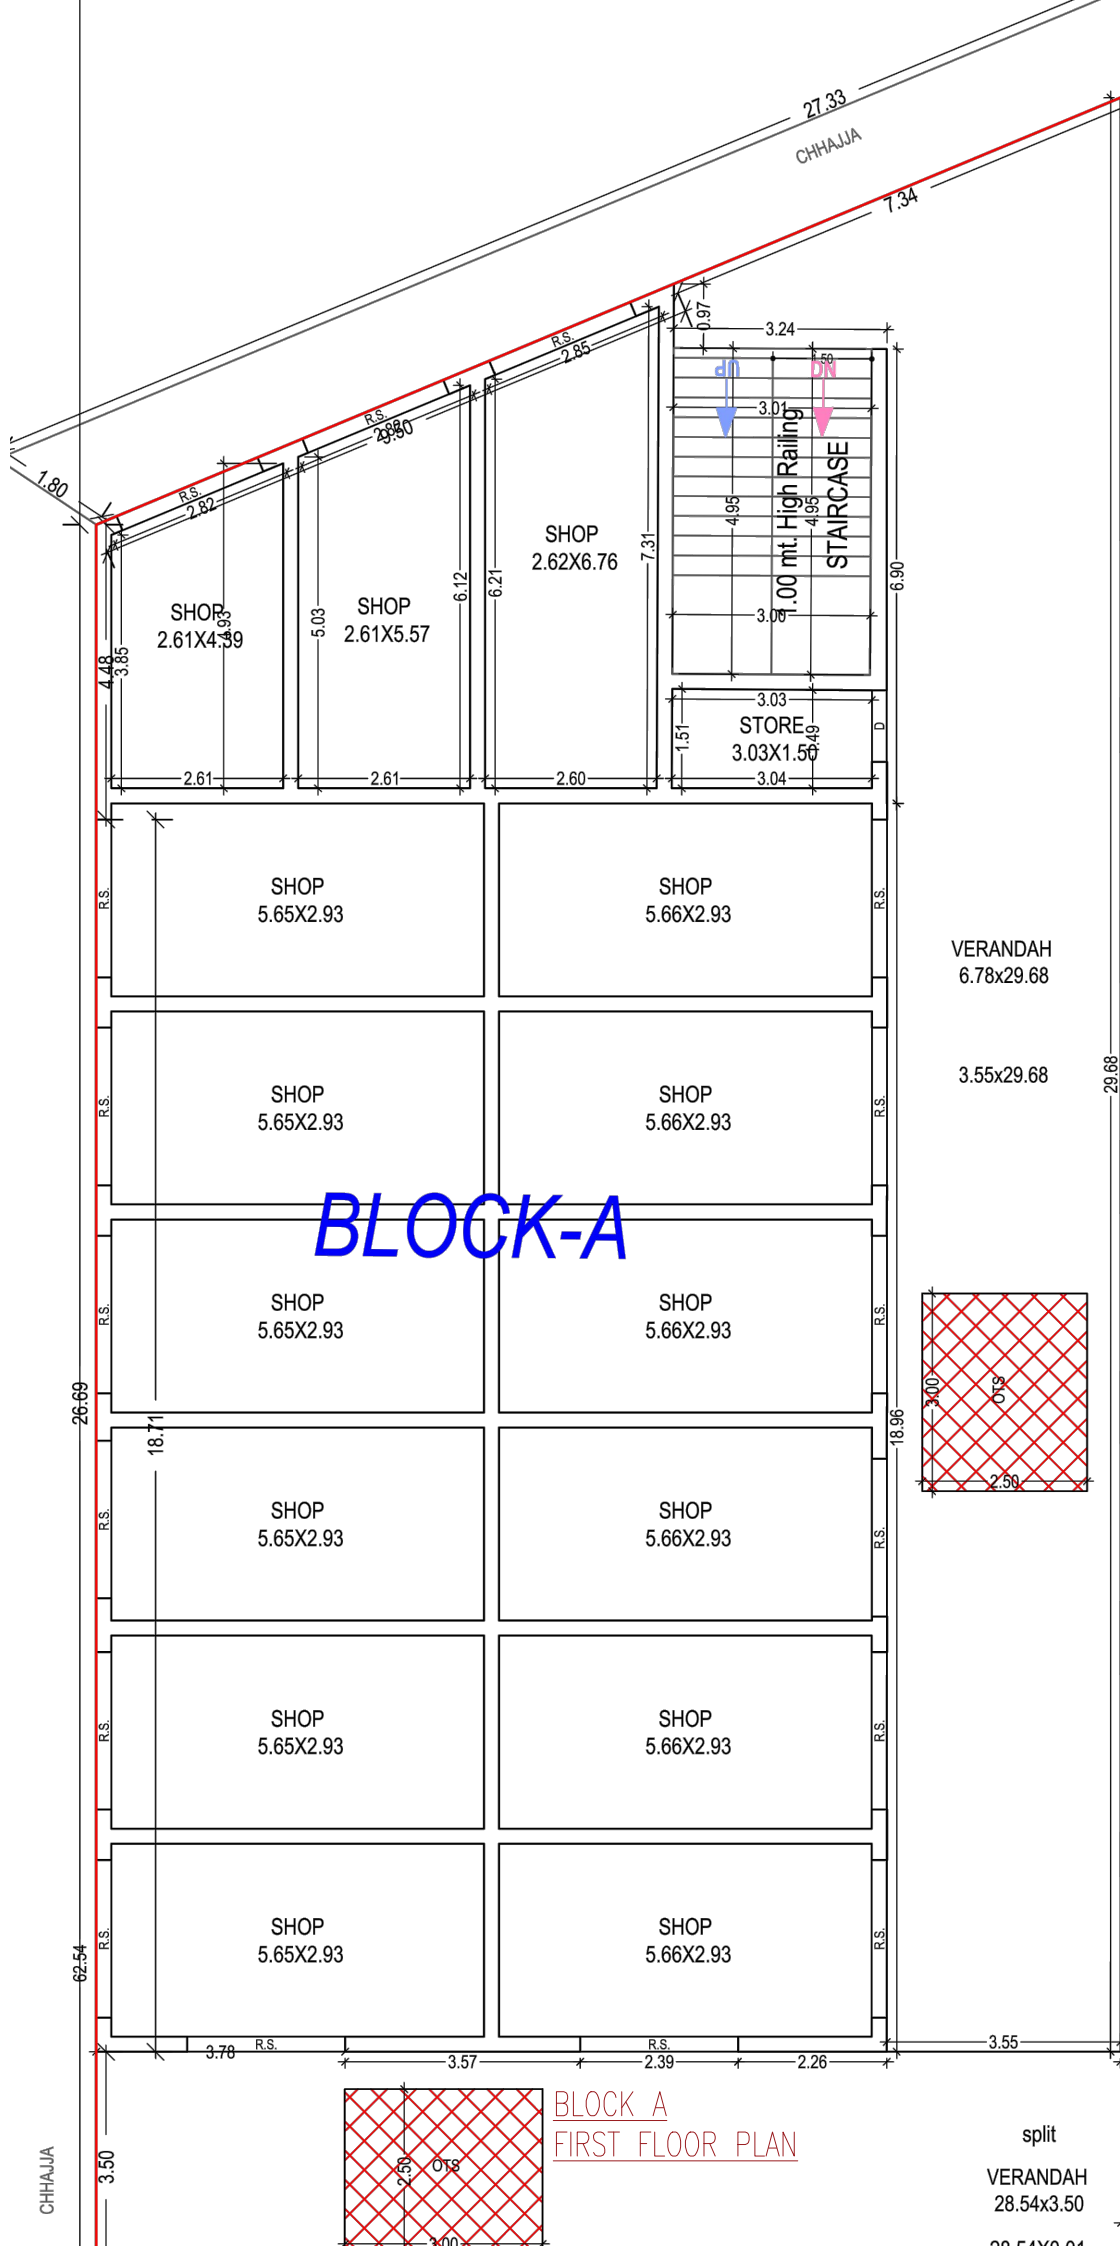 27.33
CHHAJJA
7.34
0.97
3.24
R.S.
2.85
UP
DN
3.01
R.S.
9.50
1.80
R.S.
2.82
4.95
4.95
1.00 mt. High Railing
STAIRCASE
SHOP
2.62X6.76
7.31
6.12
6.21
6.90
SHOP
2.61X4.39
4.93
5.03
SHOP
2.61X5.57
3.00
4.48
3.85
3.03
STORE
3.03X1.50
1.51
1.49
D
2.61
2.61
2.60
3.04
R.S.
SHOP
5.65X2.93
SHOP
5.66X2.93
R.S.
VERANDAH
6.78x29.68
3.55x29.68
29.68
R.S.
SHOP
5.65X2.93
SHOP
5.66X2.93
R.S.
BLOCK-A
R.S.
SHOP
5.65X2.93
SHOP
5.66X2.93
R.S.
3.00
OTS
2.50
26.69
18.71
18.96
R.S.
SHOP
5.65X2.93
SHOP
5.66X2.93
R.S.
R.S.
SHOP
5.65X2.93
SHOP
5.66X2.93
R.S.
62.54
R.S.
SHOP
5.65X2.93
SHOP
5.66X2.93
R.S.
3.78
R.S.
3.57
R.S.
2.39
2.26
3.55
BLOCK A
FIRST FLOOR PLAN
CHHAJJA
3.50
2.50
OTS
3.00
split
VERANDAH
28.54x3.50